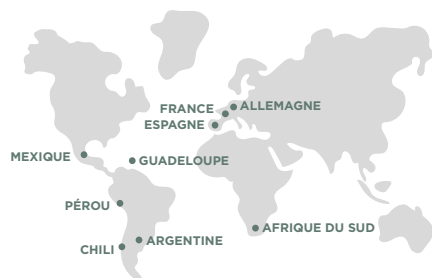 ALLEMAGNE
FRANCE
ESPAGNE
MEXIQUE
GUADELOUPE
PÉROU
AFRIQUE DU SUD
ARGENTINE
CHILI